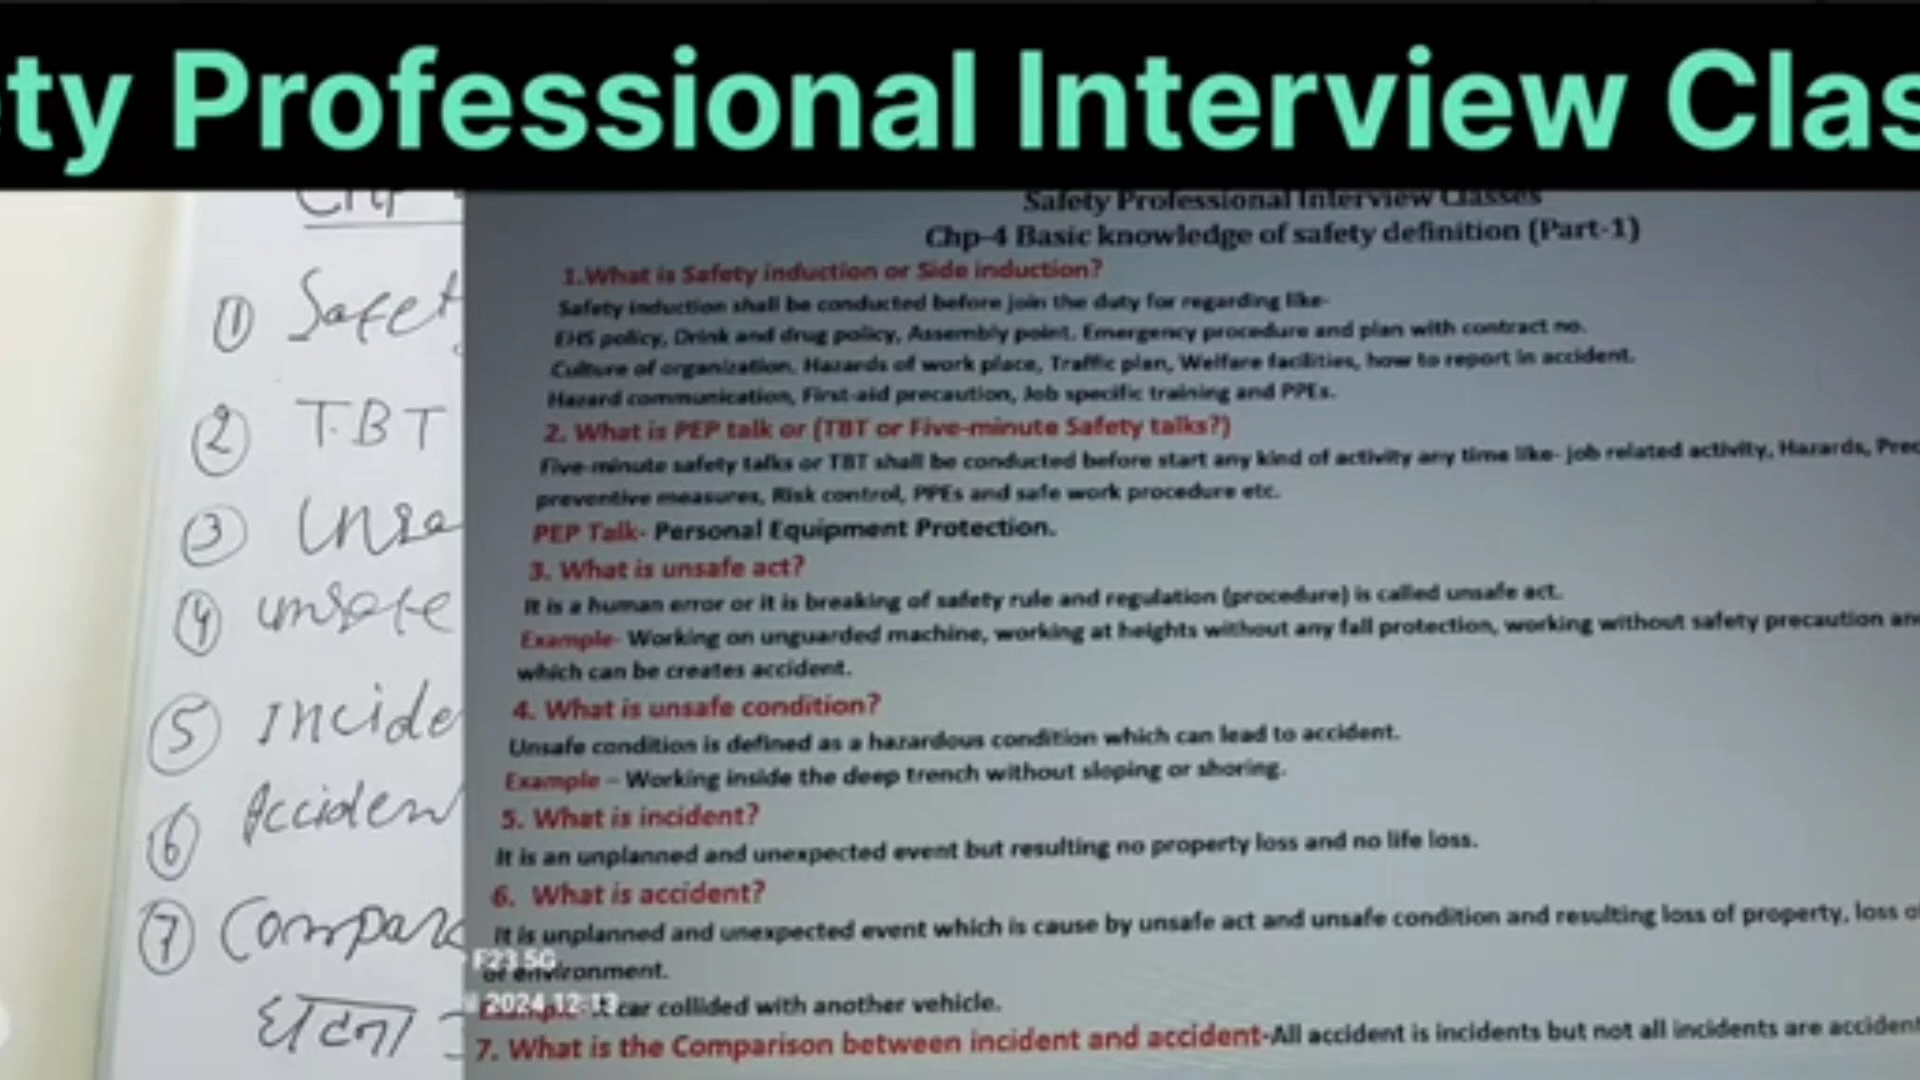 ty Professional Interview Clas
Chp
① Safet
② T.B.T
③ Unsa
④ unsafe
⑤ Incide
⑥ Acciden
⑦ Compar
घटना =
Safety Professional Interview Classes
Chp-4 Basic knowledge of safety definition (Part-1)
1.What is Safety induction or Side induction?
Safety induction shall be conducted before join the duty for regarding like-
EHS policy, Drink and drug policy, Assembly point, Emergency procedure and plan with contract no.
Culture of organization, Hazards of work place, Traffic plan, Welfare facilities, how to report in accident.
Hazard communication, First-aid precaution, Job specific training and PPEs.
2. What is PEP talk or (TBT or Five-minute Safety talks?)
Five-minute safety talks or TBT shall be conducted before start any kind of activity any time like- job related activity, Hazards, Prec
preventive measures, Risk control, PPEs and safe work procedure etc.
PEP Talk- Personal Equipment Protection.
3. What is unsafe act?
It is a human error or it is breaking of safety rule and regulation (procedure) is called unsafe act.
Example- Working on unguarded machine, working at heights without any fall protection, working without safety precaution an
which can be creates accident.
4. What is unsafe condition?
Unsafe condition is defined as a hazardous condition which can lead to accident.
Example – Working inside the deep trench without sloping or shoring.
5. What is incident?
It is an unplanned and unexpected event but resulting no property loss and no life loss.
6. What is accident?
It is unplanned and unexpected event which is cause by unsafe act and unsafe condition and resulting loss of property, loss o
F23 5G
or environment.
2024.12.13
Example- car collided with another vehicle.
7. What is the Comparison between incident and accident-All accident is incidents but not all incidents are accident